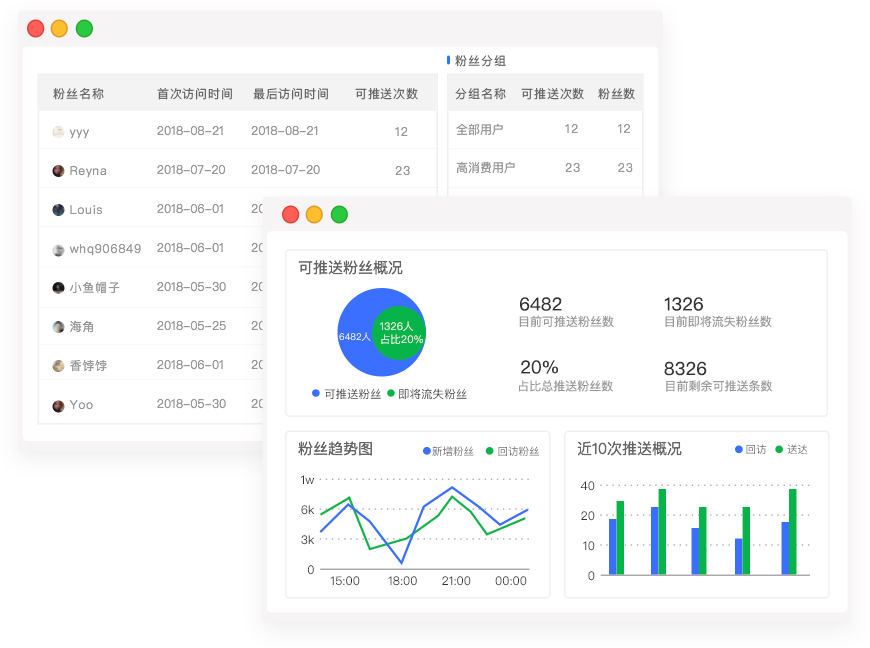 粉丝分组
粉丝名称 首次访问时间 最后访问时间 可推送次数
分组名称 可推送次数 粉丝数
yyy 2018-08-21 2018-08-21 12
全部用户 12 12
Reyna 2018-07-20 2018-07-20 23
高消费用户 23 23
Louis 2018-06-01 20
whq906849 2018-06-01 20
小鱼帽子 2018-05-30 20
海角 2018-05-25 20
香饽饽 2018-06-01 20
Yoo 2018-05-30 20
可推送粉丝概况
6482人
1326人
占比20%
可推送粉丝 即将流失粉丝
6482
目前可推送粉丝数
1326
目前即将流失粉丝数
20%
占比总推送粉丝数
8326
目前剩余可推送条数
粉丝趋势图 新增粉丝 回访粉丝
1w
6k
3k
0
15:00 18:00 21:00 00:00
近10次推送概况 回访 送达
40
20
10
0